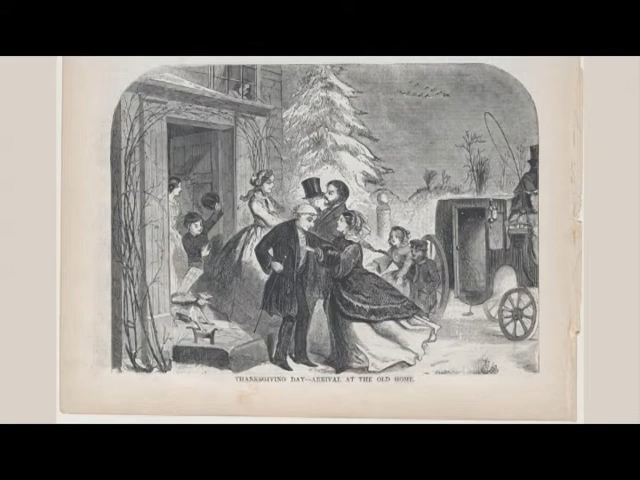 THANKSGIVING DAY—ARRIVAL AT THE OLD HOME.